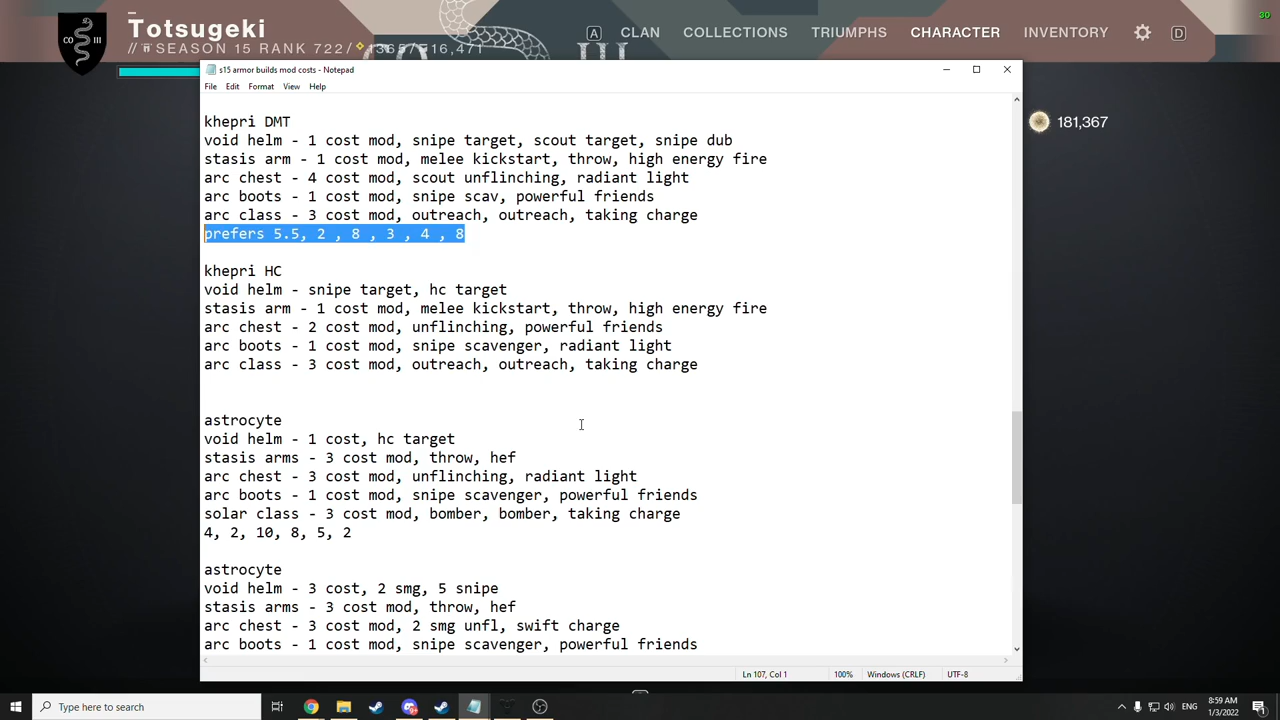 30
Totsugeki
// SEASON 15 RANK 722/ 1365/ 16,471
CO III
A CLAN COLLECTIONS TRIUMPHS CHARACTER INVENTORY D
s15 armor builds mod costs - Notepad
File Edit Format View Help
181,367
khepri DMT
void helm - 1 cost mod, snipe target, scout target, snipe dub
stasis arm - 1 cost mod, melee kickstart, throw, high energy fire
arc chest - 4 cost mod, scout unflinching, radiant light
arc boots - 1 cost mod, snipe scav, powerful friends
arc class - 3 cost mod, outreach, outreach, taking charge
prefers 5.5, 2 , 8 , 3 , 4 , 8
khepri HC
void helm - snipe target, hc target
stasis arm - 1 cost mod, melee kickstart, throw, high energy fire
arc chest - 2 cost mod, unflinching, powerful friends
arc boots - 1 cost mod, snipe scavenger, radiant light
arc class - 3 cost mod, outreach, outreach, taking charge
astrocyte
void helm - 1 cost, hc target
stasis arms - 3 cost mod, throw, hef
arc chest - 3 cost mod, unflinching, radiant light
arc boots - 1 cost mod, snipe scavenger, powerful friends
solar class - 3 cost mod, bomber, bomber, taking charge
4, 2, 10, 8, 5, 2
astrocyte
void helm - 3 cost, 2 smg, 5 snipe
stasis arms - 3 cost mod, throw, hef
arc chest - 3 cost mod, 2 smg unfl, swift charge
arc boots - 1 cost mod, snipe scavenger, powerful friends
Ln 107, Col 1 100% Windows (CRLF) UTF-8
Type here to search
ENG
8:59 AM
1/3/2022
1